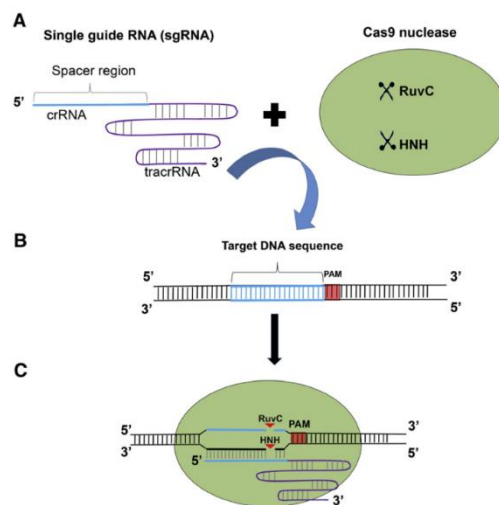 A
Single guide RNA (sgRNA)
Cas9 nuclease
Spacer region
5’
crRNA
3’
tracrRNA
RuvC
HNH
B
Target DNA sequence
PAM
5’
3’
3’
5’
C
RuvC
PAM
HNH
5’
3’
3’
5’
5’
3’